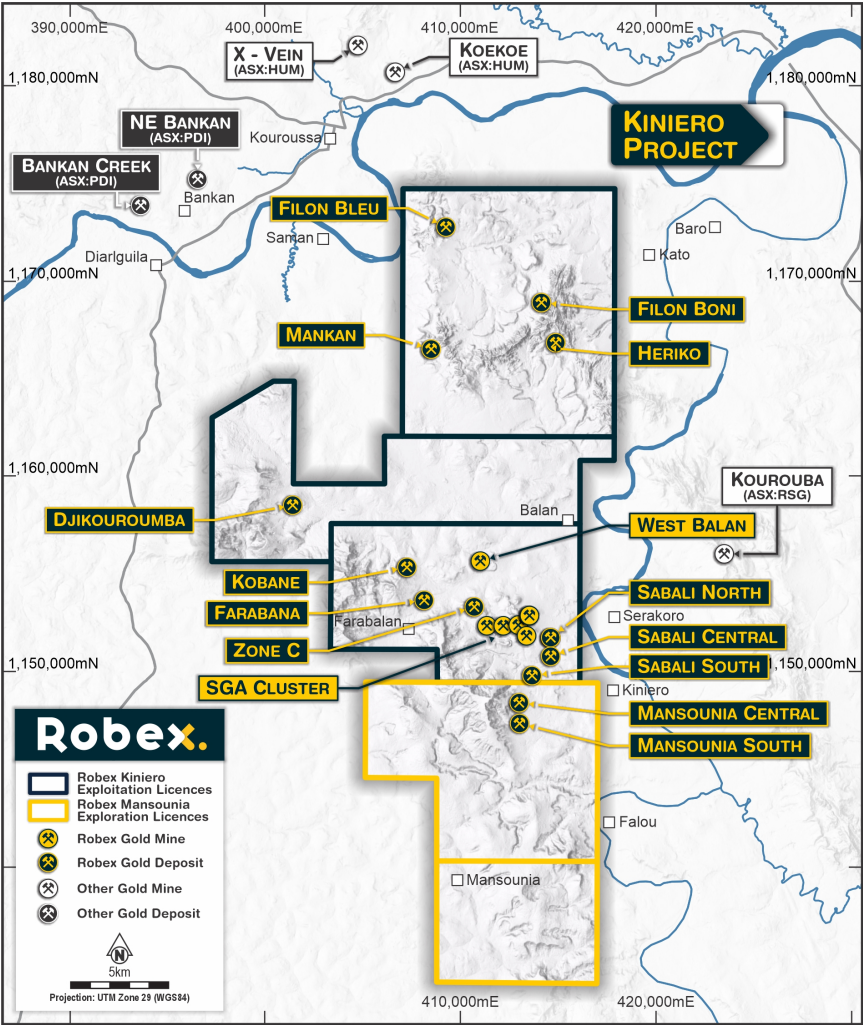 390,000mE
400,000mE
410,000mE
420,000mE
X - VEIN
(ASX:HUM)
KOEKOE
(ASX:HUM)
1,180,000mN
1,180,000mN
NE BANKAN
(ASX:PDI)
KINIERO
PROJECT
Kouroussa
BANKAN CREEK
(ASX:PDI)
Bankan
FILON BLEU
Saman
Baro
Diarlguila
Kato
1,170,000mN
1,170,000mN
FILON BONI
MANKAN
HERIKO
1,160,000mN
KOUROUBA
(ASX:RSG)
DJIKOUROUMBA
Balan
WEST BALAN
KOBANE
SABALI NORTH
FARABANA
Farabalan
Serakoro
SABALI CENTRAL
ZONE C
1,150,000mN
SABALI SOUTH
1,150,000mN
SGA CLUSTER
Kiniero
MANSOUNIA CENTRAL
MANSOUNIA SOUTH
Robex.
Robex Kiniero
Exploitation Licences
Robex Mansounia
Exploration Licences
Robex Gold Mine
Robex Gold Deposit
Other Gold Mine
Other Gold Deposit
N
5km
Projection: UTM Zone 29 (WGS84)
Falou
Mansounia
410,000mE
420,000mE